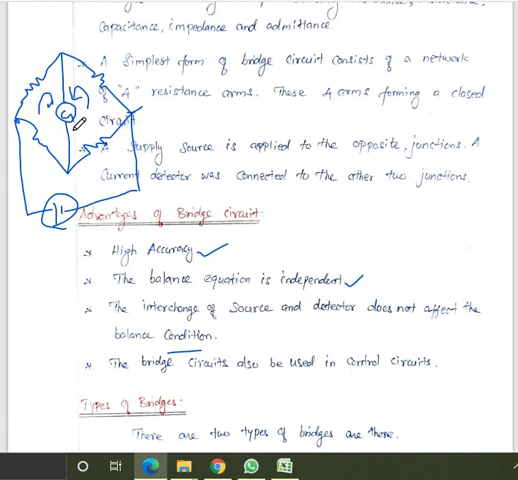 Capacitance, impedance and admittance.
A Simplest form of bridge circuit consists of a network
of "4" resistance arms. These 4 arms forming a closed
Circuit
A Supply Source is applied to the opposite junctions. A
Current detector was connected to the other two junctions.
G
Advantages of Bridge Circuit:
* High Accuracy
* The balance equation is independent
* The interchange of Source and detector does not affect the
balance Condition.
* The bridge circuits also be used in control circuits.
Types of Bridges:
There are two types of bridges are there.